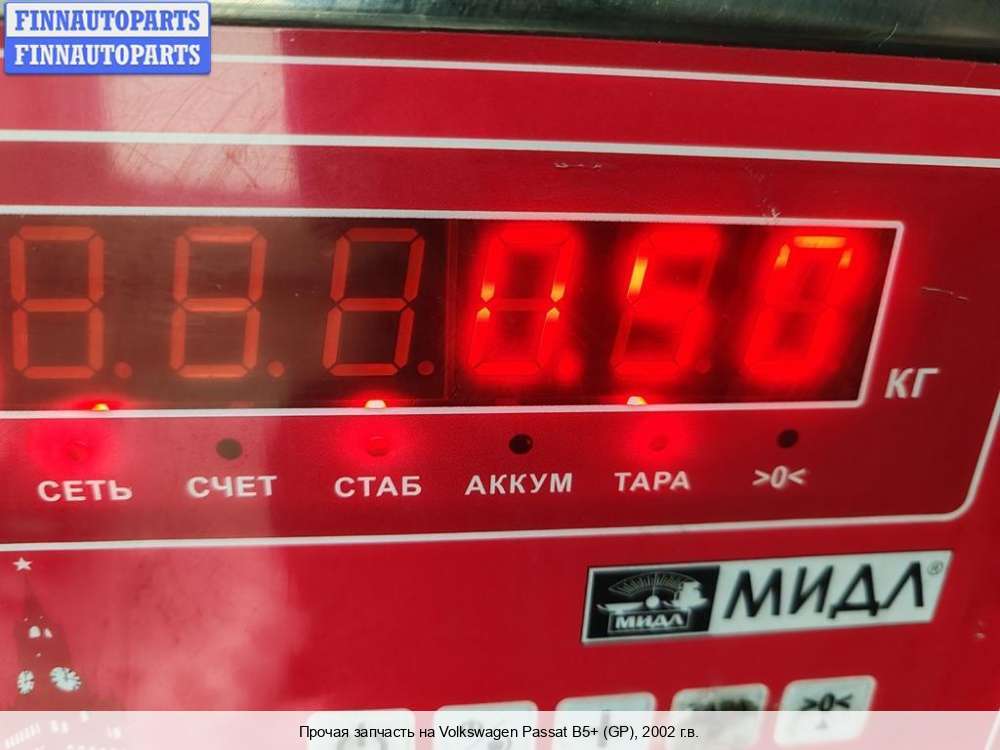 FINNAUTOPARTS
FINNAUTOPARTS
КГ
СЕТЬ СЧЕТ СТАБ АККУМ ТАРА >0<
МИДЛ МИДЛ®
>0<
Прочая запчасть на Volkswagen Passat B5+ (GP), 2002 г.в.